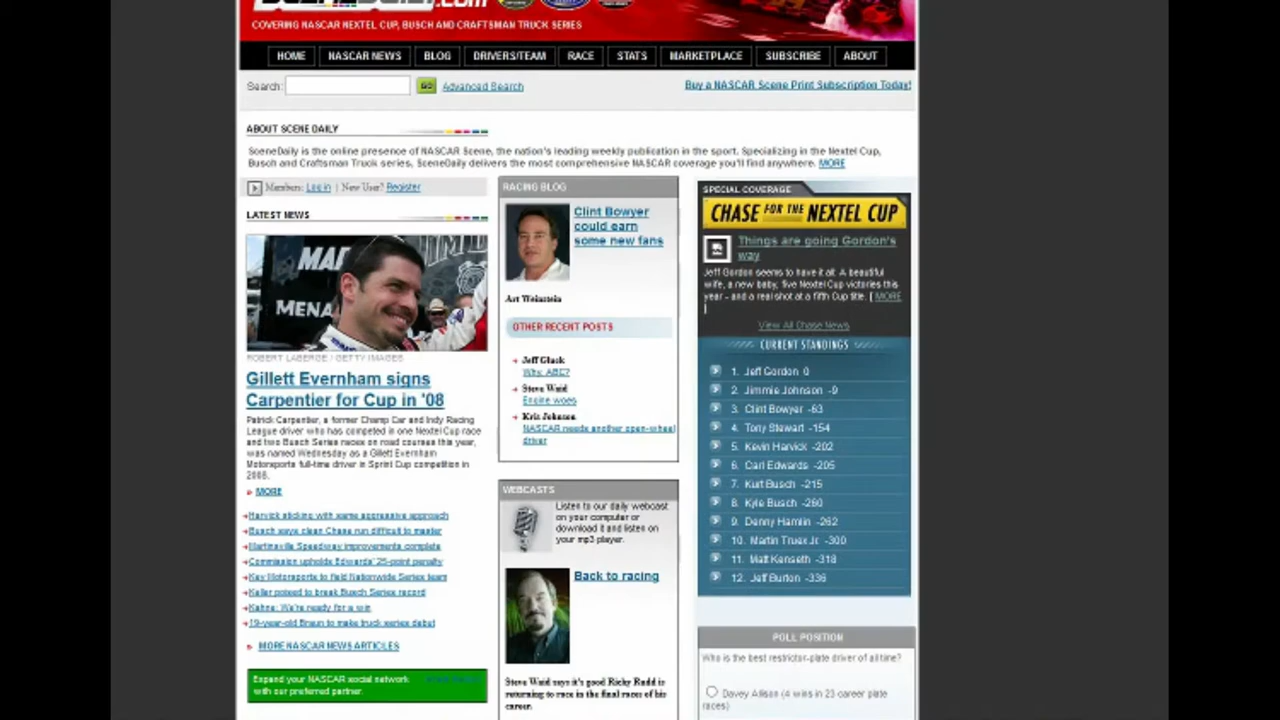 SCENEDAILY.com
COVERING NASCAR NEXTEL CUP, BUSCH AND CRAFTSMAN TRUCK SERIES
HOME NASCAR NEWS BLOG DRIVERS/TEAM RACE STATS MARKETPLACE SUBSCRIBE ABOUT
Search: GO Advanced Search
Buy a NASCAR Scene Print Subscription Today!
ABOUT SCENE DAILY
SceneDaily is the online presence of NASCAR Scene, the nation's leading weekly publication in the sport. Specializing in the Nextel Cup,
Busch and Craftsman Truck series, SceneDaily delivers the most comprehensive NASCAR coverage you'll find anywhere. MORE
Members: Log in | New User? Register
LATEST NEWS
MENA
ROBERT LABERGE / GETTY IMAGES
Gillett Evernham signs
Carpentier for Cup in '08
Patrick Carpentier, a former Champ Car and Indy Racing
League driver who has competed in one Nextel Cup race
and two Busch Series races on road courses this year,
was named Wednesday as a Gillett Evernham
Motorsports full-time driver in Sprint Cup competition in
2008.
MORE
Harvick sticking with same aggressive approach
Busch says clean Chase run difficult to master
Martinsville Speedway improvements complete
Commission upholds Edwards' 25-point penalty
Key Motorsports to field Nationwide Series team
Keller poised to break Busch Series record
Kahne: We're ready for a win
19-year-old Braun to make truck series debut
MORE NASCAR NEWS ARTICLES
Expand your NASCAR social network
with our preferred partner.
RACING BLOG
Clint Bowyer
could earn
some new fans
Art Weinstein
OTHER RECENT POSTS
Jeff Gluck
Why, ABC?
Steve Waid
Engine woes
Kris Johnson
NASCAR needs another open-wheel
driver
WEBCASTS
Listen to our daily webcast
on your computer or
download it and listen on
your mp3 player.
Back to racing
Steve Waid says it's good Ricky Rudd is
returning to race in the final races of his
career.
SPECIAL COVERAGE
CHASE FOR THE NEXTEL CUP
Things are going Gordon's
way
Jeff Gordon seems to have it all: A beautiful
wife, a new baby, five Nextel Cup victories this
year - and a real shot at a fifth Cup title. [ MORE
]
View All Chase News
CURRENT STANDINGS
1. Jeff Gordon 0
2. Jimmie Johnson -9
3. Clint Bowyer -63
4. Tony Stewart -154
5. Kevin Harvick -202
6. Carl Edwards -205
7. Kurt Busch -215
8. Kyle Busch -260
9. Denny Hamlin -262
10. Martin Truex Jr. -300
11. Matt Kenseth -318
12. Jeff Burton -336
POLL POSITION
Who is the best restrictor-plate driver of all time?
Davey Allison (4 wins in 23 career plate
races)